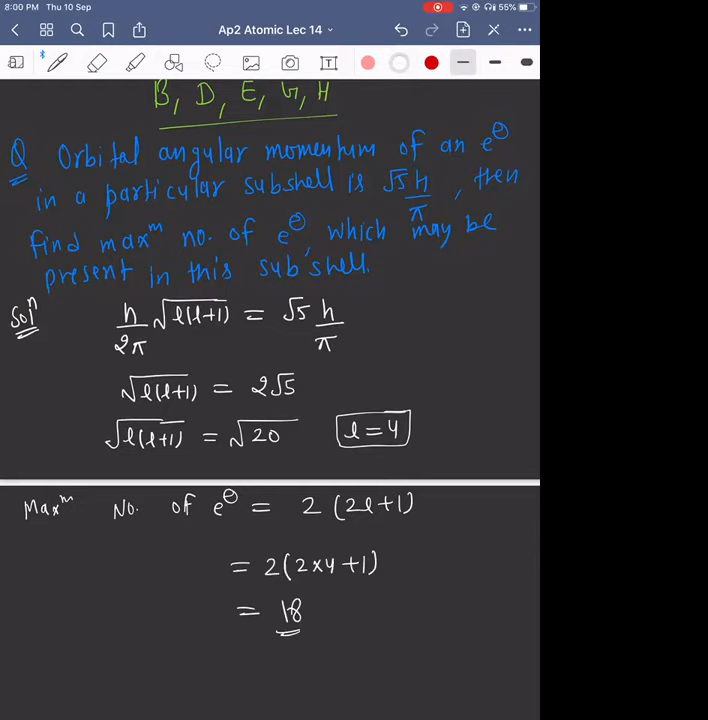 8:00 PM Thu 10 Sep 55%
Ap2 Atomic Lec 14
B, D, E, G, H
Q Orbital angular momentum of an e⊖
in a particular subshell is √5 h/π, then
find maxᵐ no. of e⊖, which may be
present in this subshell.
Solⁿ h/2π √l(l+1) = √5 h/π
√l(l+1) = 2√5
√l(l+1) = √20 l=4
Maxᵐ No. of e⊖ = 2(2l+1)
= 2(2×4+1)
= 18